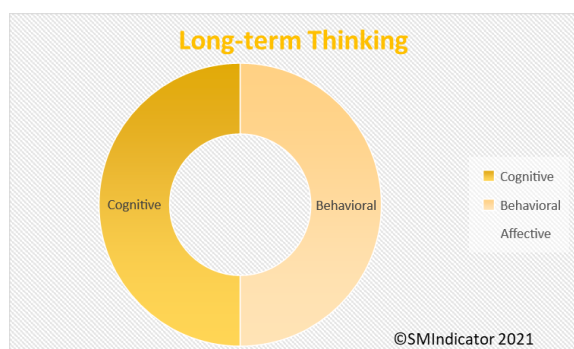 Long-term Thinking
Cognitive
Behavioral
Cognitive
Behavioral
Affective
©SMIndicator 2021